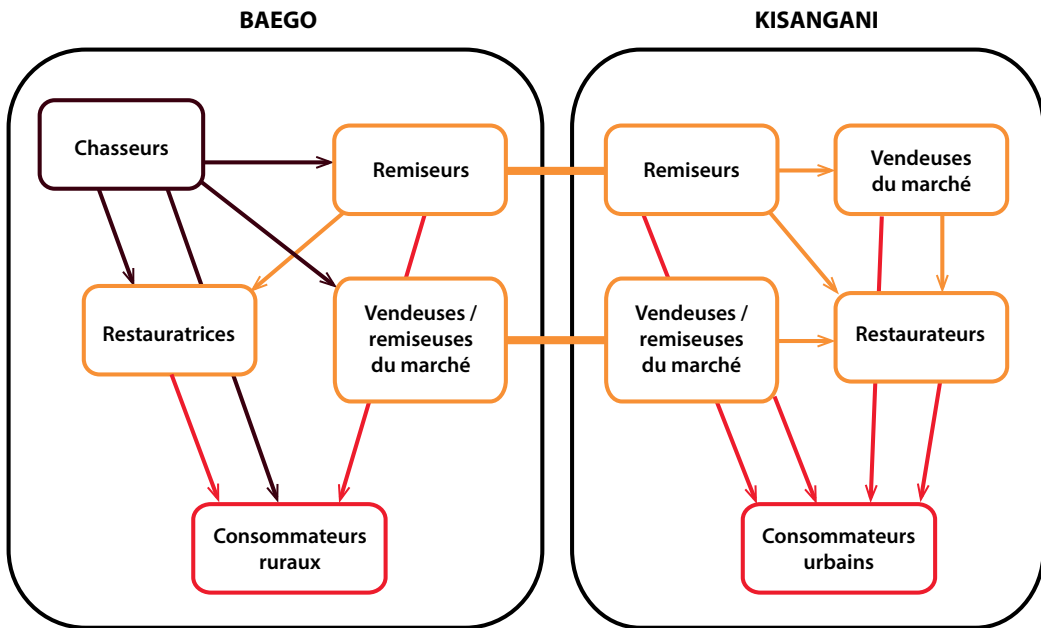 BAEGO
Chasseurs
Remiseurs
Restauratrices
Vendeuses /
remiseuses
du marché
Consommateurs
ruraux
KISANGANI
Remiseurs
Vendeuses
du marché
Vendeuses /
remiseuses
du marché
Restaurateurs
Consommateurs
urbains